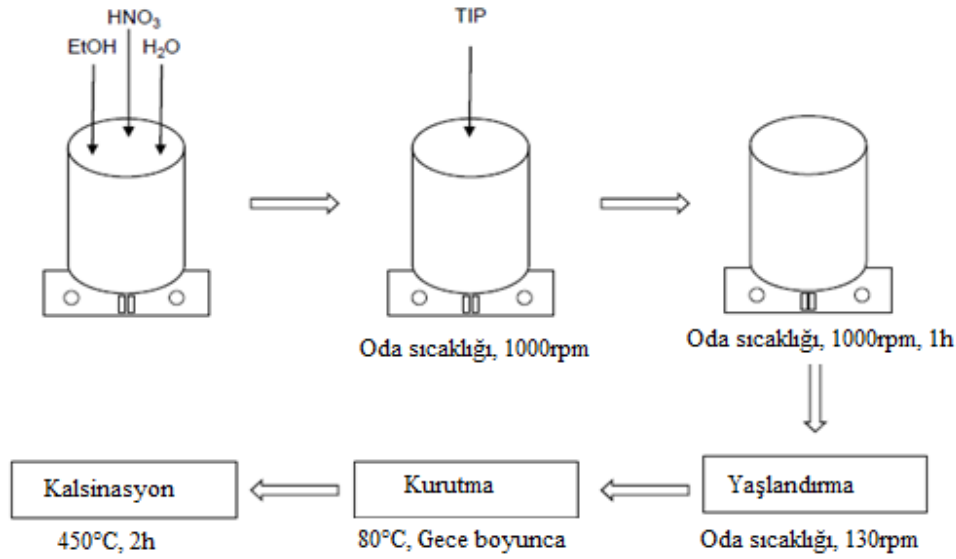 HNO₃
EtOH H₂O
TIP
Oda sıcaklığı, 1000rpm
Oda sıcaklığı, 1000rpm, 1h
Kalsinasyon
Kurutma
Yaşlandırma
450°C, 2h
80°C, Gece boyunca
Oda sıcaklığı, 130rpm